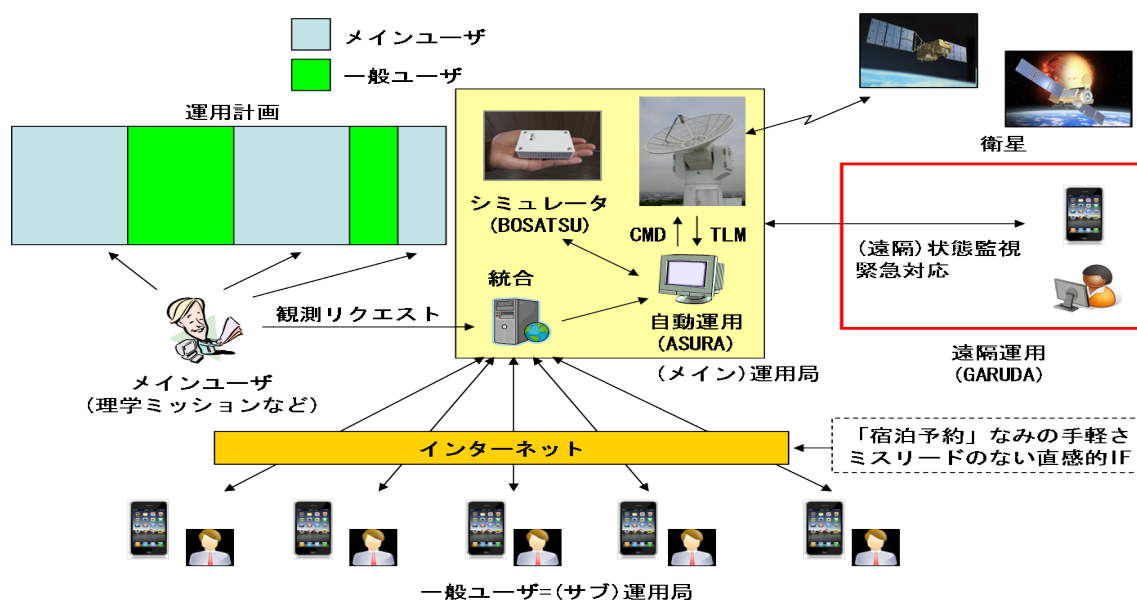 メインユーザ
一般ユーザ
運用計画
衛星
シミュレータ
(BOSATSU)
CMD
TLM
(遠隔)状態監視
緊急対応
統合
観測リクエスト
自動運用
(ASURA)
(メイン)運用局
遠隔運用
(GARUDA)
メインユーザ
(理学ミッションなど)
インターネット
「宿泊予約」なみの手軽さ
ミスリードのない直感的IF
一般ユーザ=(サブ)運用局